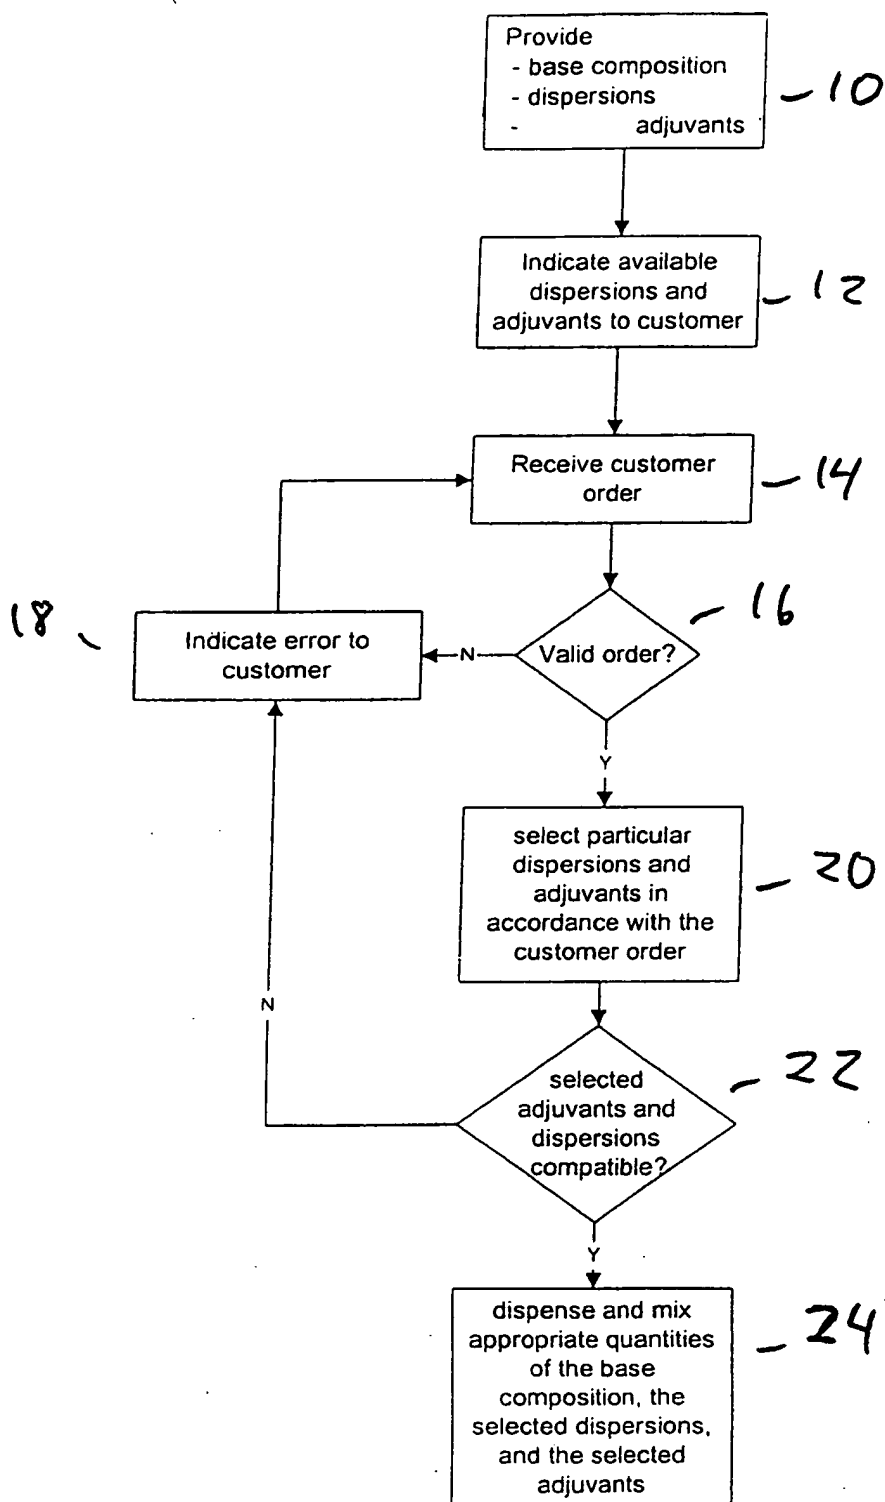 Provide
- base composition
- dispersions
- adjuvants
- 10
Indicate available
dispersions and
adjuvants to customer
- 12
Receive customer
order
- 14
Valid order?
- 16
N
18 -
Indicate error to
customer
Y
select particular
dispersions and
adjuvants in
accordance with the
customer order
- 20
N
selected
adjuvants and
dispersions
compatible?
- 22
Y
dispense and mix
appropriate quantities
of the base
composition, the
selected dispersions,
and the selected
adjuvants
- 24